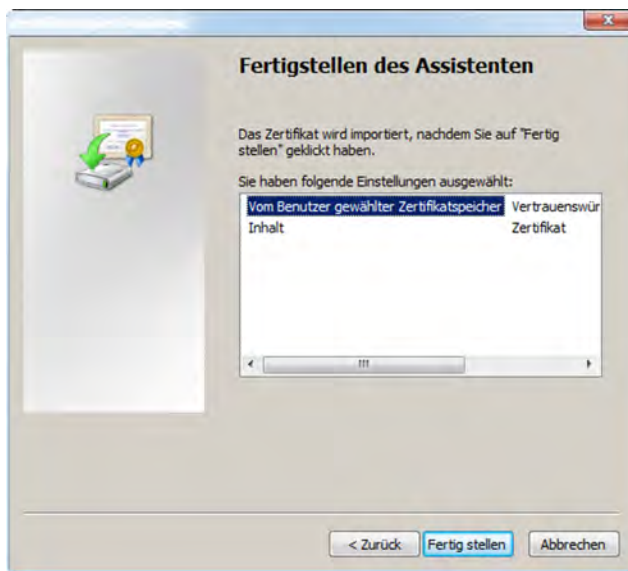 Fertigstellen des Assistenten
Das Zertifikat wird importiert, nachdem Sie auf "Fertig
stellen" geklickt haben.
Sie haben folgende Einstellungen ausgewählt:
Vom Benutzer gewählter Zertifikatspeicher Vertrauenswür
Inhalt Zertifikat
< Zurück Fertig stellen Abbrechen